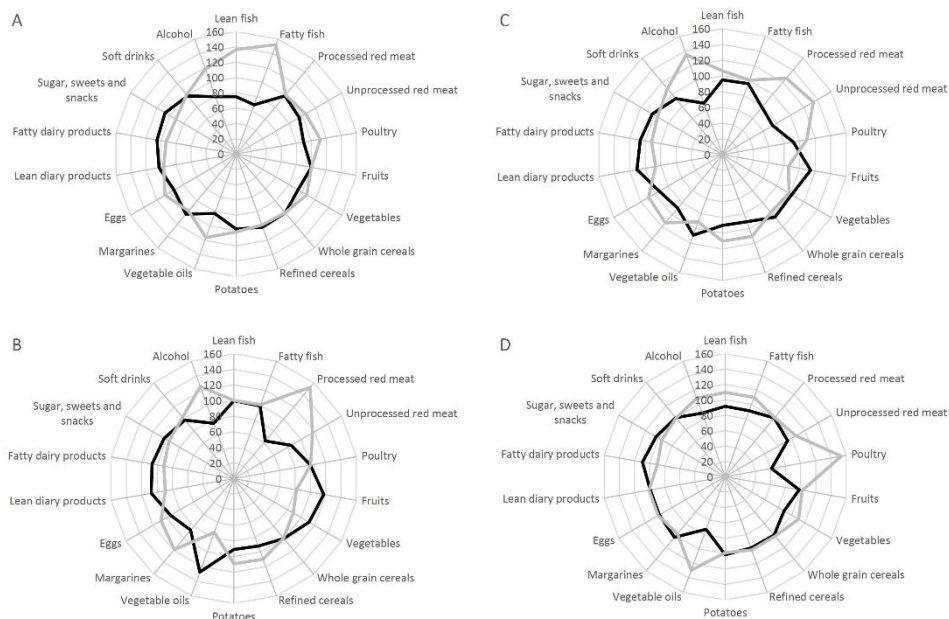 A
Lean fish
Alcohol
Fatty fish
Soft drinks
Processed red meat
Sugar, sweets and
snacks
Unprocessed red meat
Fatty dairy products
Poultry
Lean diary products
Fruits
Eggs
Vegetables
Margarines
Whole grain cereals
Vegetable oils
Refined cereals
Potatoes
160
140
120
100
80
60
40
20
0
C
Lean fish
Alcohol
Fatty fish
Soft drinks
Processed red meat
Sugar, sweets and
snacks
Unprocessed red meat
Fatty dairy products
Poultry
Lean diary products
Fruits
Eggs
Vegetables
Margarines
Whole grain cereals
Vegetable oils
Refined cereals
Potatoes
160
140
120
100
80
60
40
20
0
B
Lean fish
Alcohol
Fatty fish
Soft drinks
Processed red meat
Sugar, sweets and
snacks
Unprocessed red meat
Fatty dairy products
Poultry
Lean diary products
Fruits
Eggs
Vegetables
Margarines
Whole grain cereals
Vegetable oils
Refined cereals
Potatoes
160
140
120
100
80
60
40
20
0
D
Lean fish
Alcohol
Fatty fish
Soft drinks
Processed red meat
Sugar, sweets and
snacks
Unprocessed red meat
Fatty dairy products
Poultry
Lean diary products
Fruits
Eggs
Vegetables
Margarines
Whole grain cereals
Vegetable oils
Refined cereals
Potatoes
160
140
120
100
80
60
40
20
0